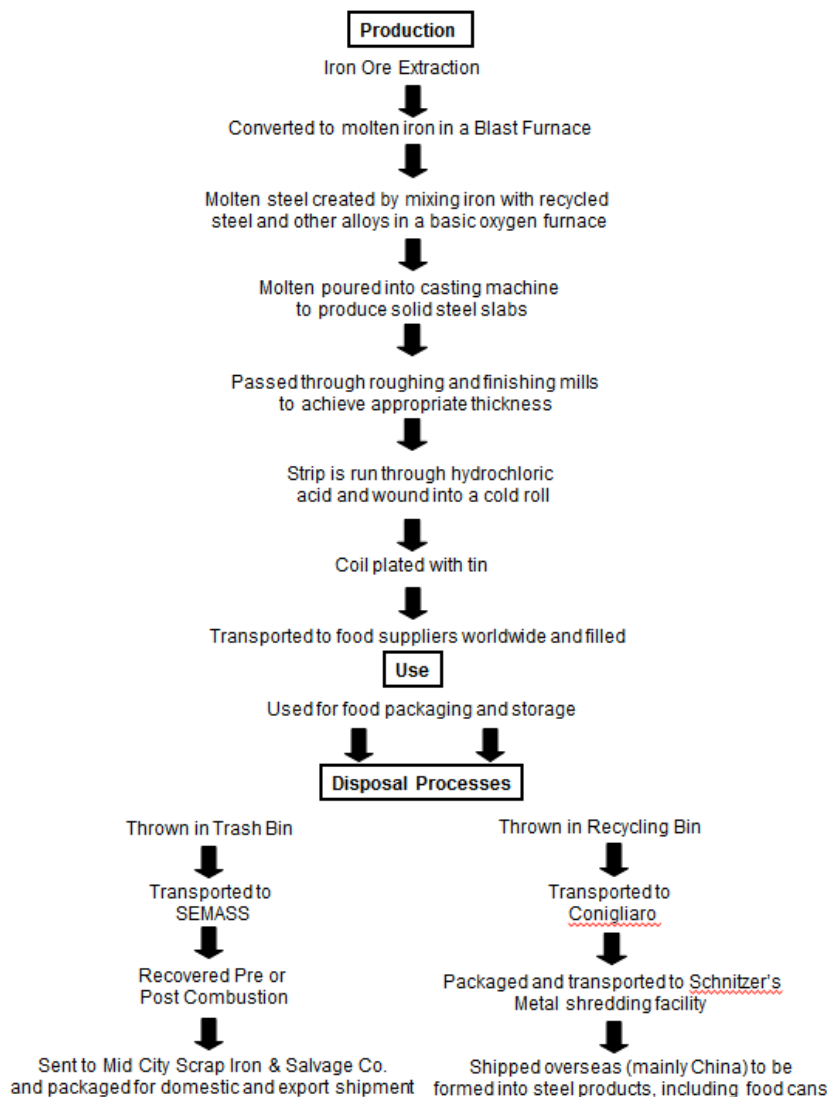 Production
Iron Ore Extraction
Converted to molten iron in a Blast Furnace
Molten steel created by mixing iron with recycled
steel and other alloys in a basic oxygen furnace
Molten poured into casting machine
to produce solid steel slabs
Passed through roughing and finishing mills
to achieve appropriate thickness
Strip is run through hydrochloric
acid and wound into a cold roll
Coil plated with tin
Transported to food suppliers worldwide and filled
Use
Used for food packaging and storage
Disposal Processes
Thrown in Trash Bin
Transported to
SEMASS
Recovered Pre or
Post Combustion
Sent to Mid City Scrap Iron & Salvage Co.
and packaged for domestic and export shipment
Thrown in Recycling Bin
Transported to
Conigliaro
Packaged and transported to Schnitzer's
Metal shredding facility
Shipped overseas (mainly China) to be
formed into steel products, including food cans